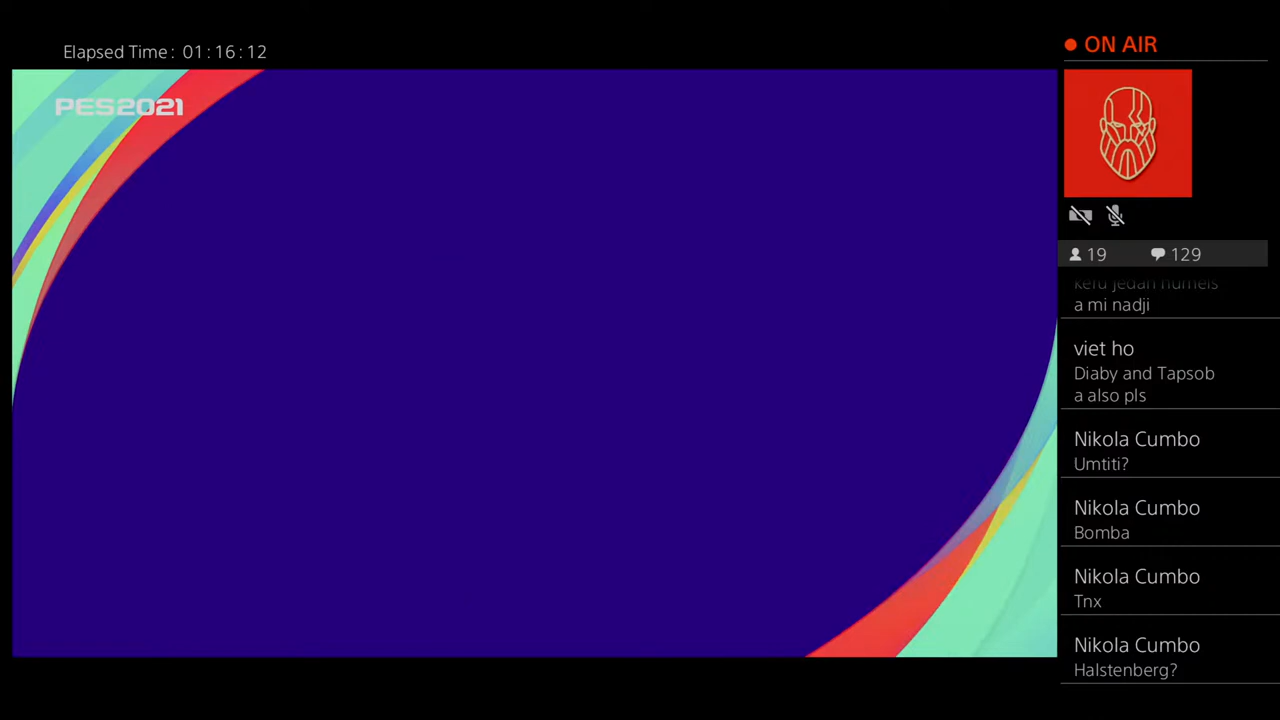 Elapsed Time: 01:16:12
ON AIR
PES2021
19 129
a mi nadji
viet ho
Diaby and Tapsob
a also pls
Nikola Cumbo
Umtiti?
Nikola Cumbo
Bomba
Nikola Cumbo
Tnx
Nikola Cumbo
Halstenberg?